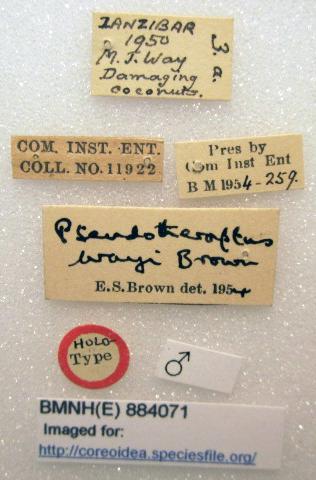 ZANZIBAR
1950
M.J. Way
Damaging
coconuts.
3a.
COM. INST. ENT.
COLL. NO. 11922
Pres by
Com Inst Ent
B M 1954-259.
Pseudotheraptus
wayi Brown
E.S. Brown det. 1954
HOLO-
Type
♂
BMNH(E) 884071
Imaged for:
http://coreoidea.speciesfile.org/